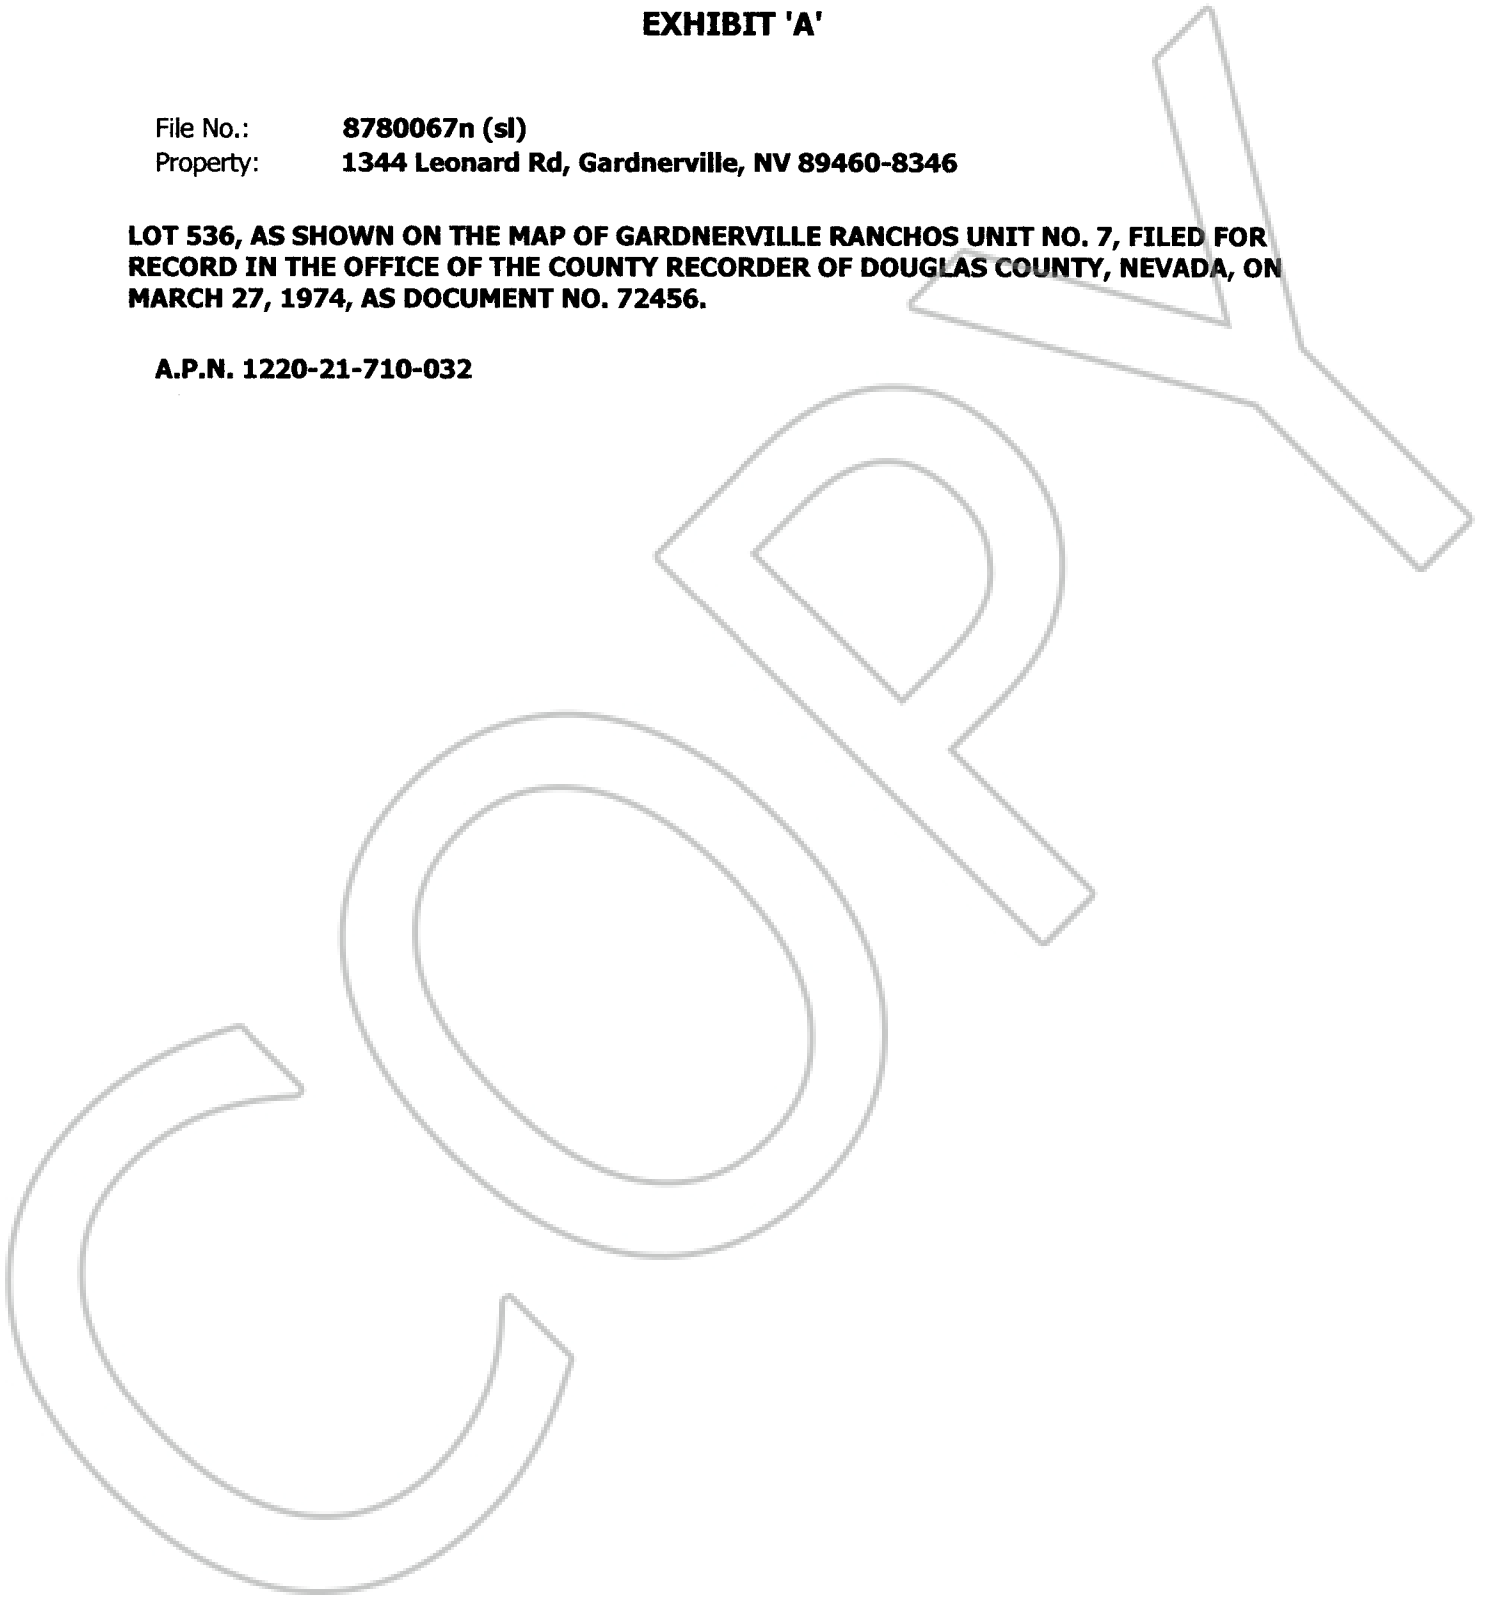 EXHIBIT 'A'
File No.: 8780067n (sl)
Property: 1344 Leonard Rd, Gardnerville, NV 89460-8346
LOT 536, AS SHOWN ON THE MAP OF GARDNERVILLE RANCHOS UNIT NO. 7, FILED FOR
RECORD IN THE OFFICE OF THE COUNTY RECORDER OF DOUGLAS COUNTY, NEVADA, ON
MARCH 27, 1974, AS DOCUMENT NO. 72456.
A.P.N. 1220-21-710-032
COPY